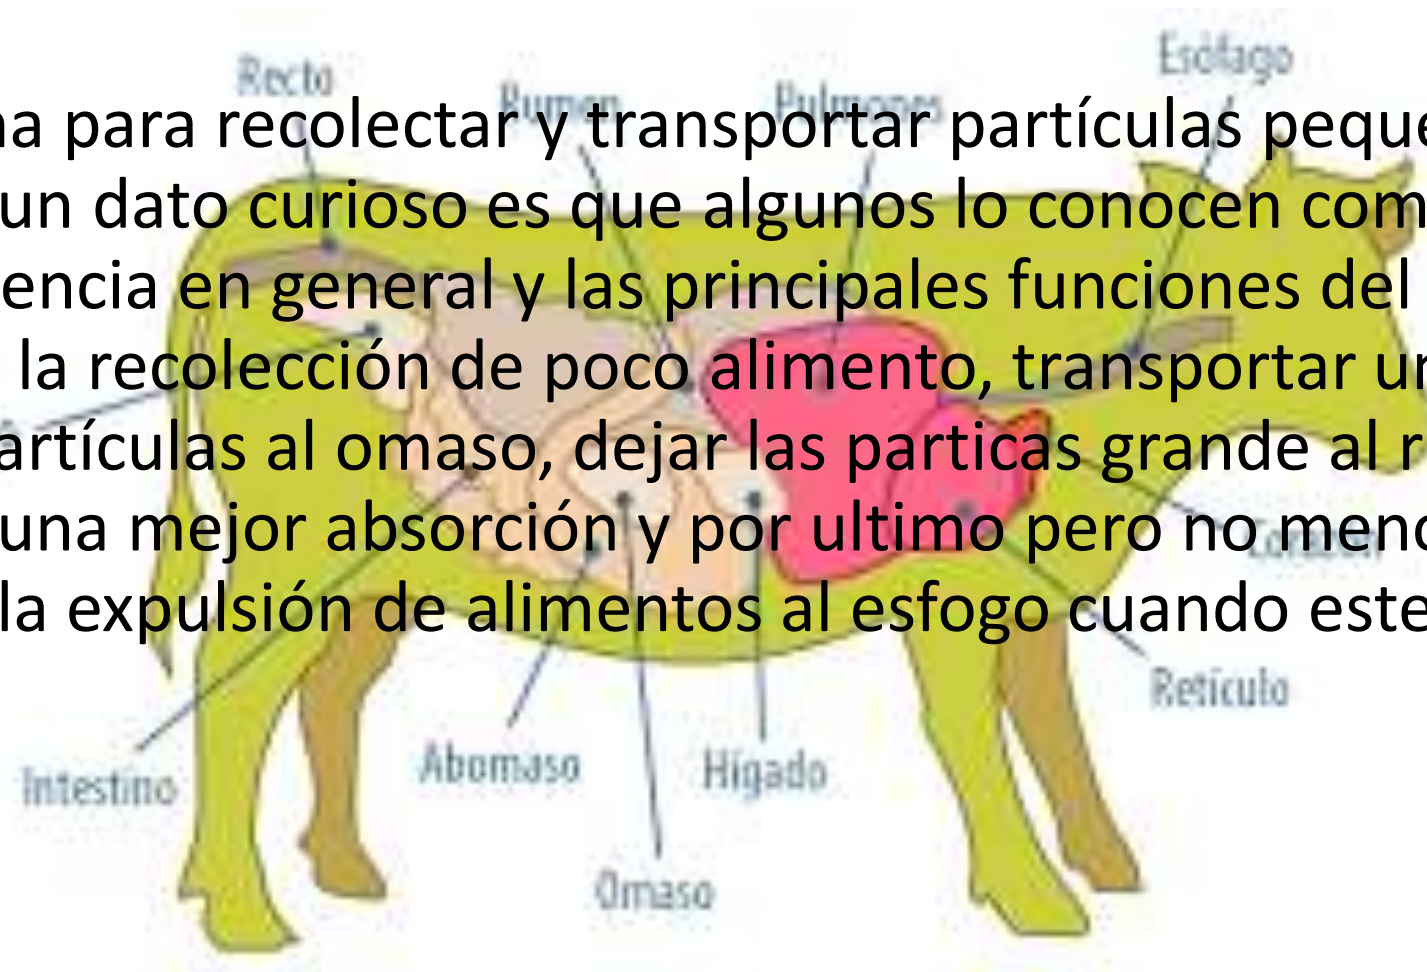 Esófago
Recto
Rumen
Pulmones
na para recolectar y transportar partículas peque
un dato curioso es que algunos lo conocen com
encia en general y las principales funciones del
la recolección de poco alimento, transportar un
artículas al omaso, dejar las particas grande al r
una mejor absorción y por ultimo pero no meno
la expulsión de alimentos al esfogo cuando este
Retículo
Abomaso
Hígado
Intestino
Omaso